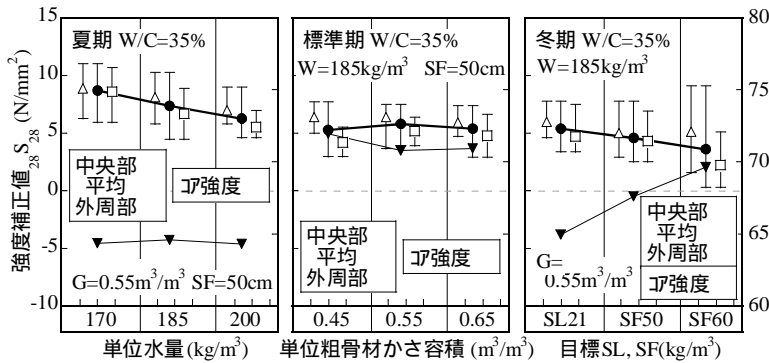 夏期 W/C=35%
標準期 W/C=35%
W=185kg/m³ SF=50cm
冬期 W/C=35%
W=185kg/m³
強度補正値₂₈S₂₈ (N/mm²)
15
10
5
0
-5
-10
中央部
平均
外周部
コア強度
G=0.55m³/m³ SF=50cm
170 185 200
単位水量(kg/m³)
中央部
平均
外周部
コア強度
0.45 0.55 0.65
単位粗骨材かさ容積 (m³/m³)
中央部
平均
外周部
コア強度
G=
0.55m³/m³
SL21 SF50 SF60
目標SL, SF(kg/m³)
80
75
70
65
60